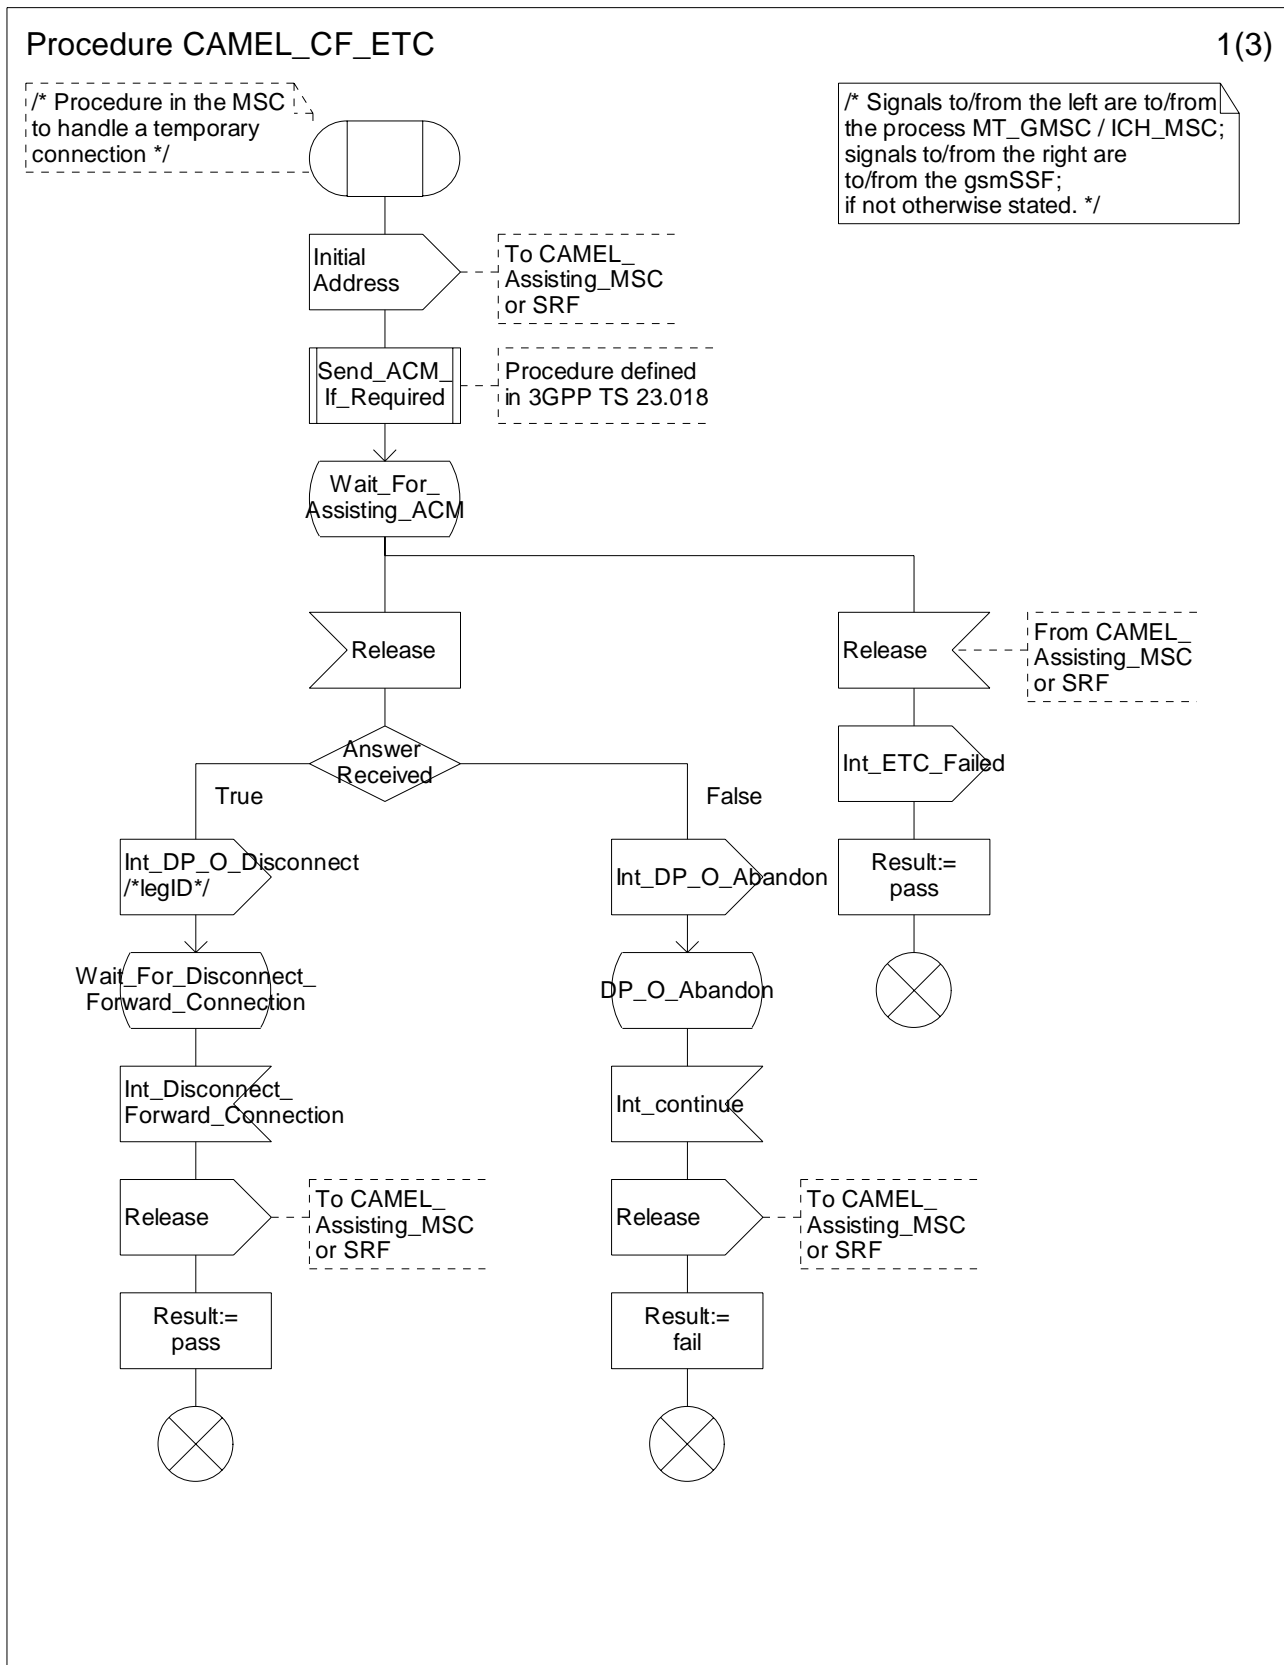 Procedure CAMEL_CF_ETC
1(3)
/* Procedure in the MSC
to handle a temporary
connection */
/* Signals to/from the left are to/from
the process MT_GMSC / ICH_MSC;
signals to/from the right are
to/from the gsmSSF;
if not otherwise stated. */
Initial
Address
To CAMEL_
Assisting_MSC
or SRF
Send_ACM_
If_Required
Procedure defined
in 3GPP TS 23.018
Wait_For_
Assisting_ACM
Release
Release
From CAMEL_
Assisting_MSC
or SRF
Answer
Received
Int_ETC_Failed
True
False
Int_DP_O_Disconnect
/*legID*/
Int_DP_O_Abandon
Result:=
pass
Wait_For_Disconnect_
Forward_Connection
DP_O_Abandon
Int_Disconnect_
Forward_Connection
Int_continue
Release
To CAMEL_
Assisting_MSC
or SRF
Release
To CAMEL_
Assisting_MSC
or SRF
Result:=
pass
Result:=
fail